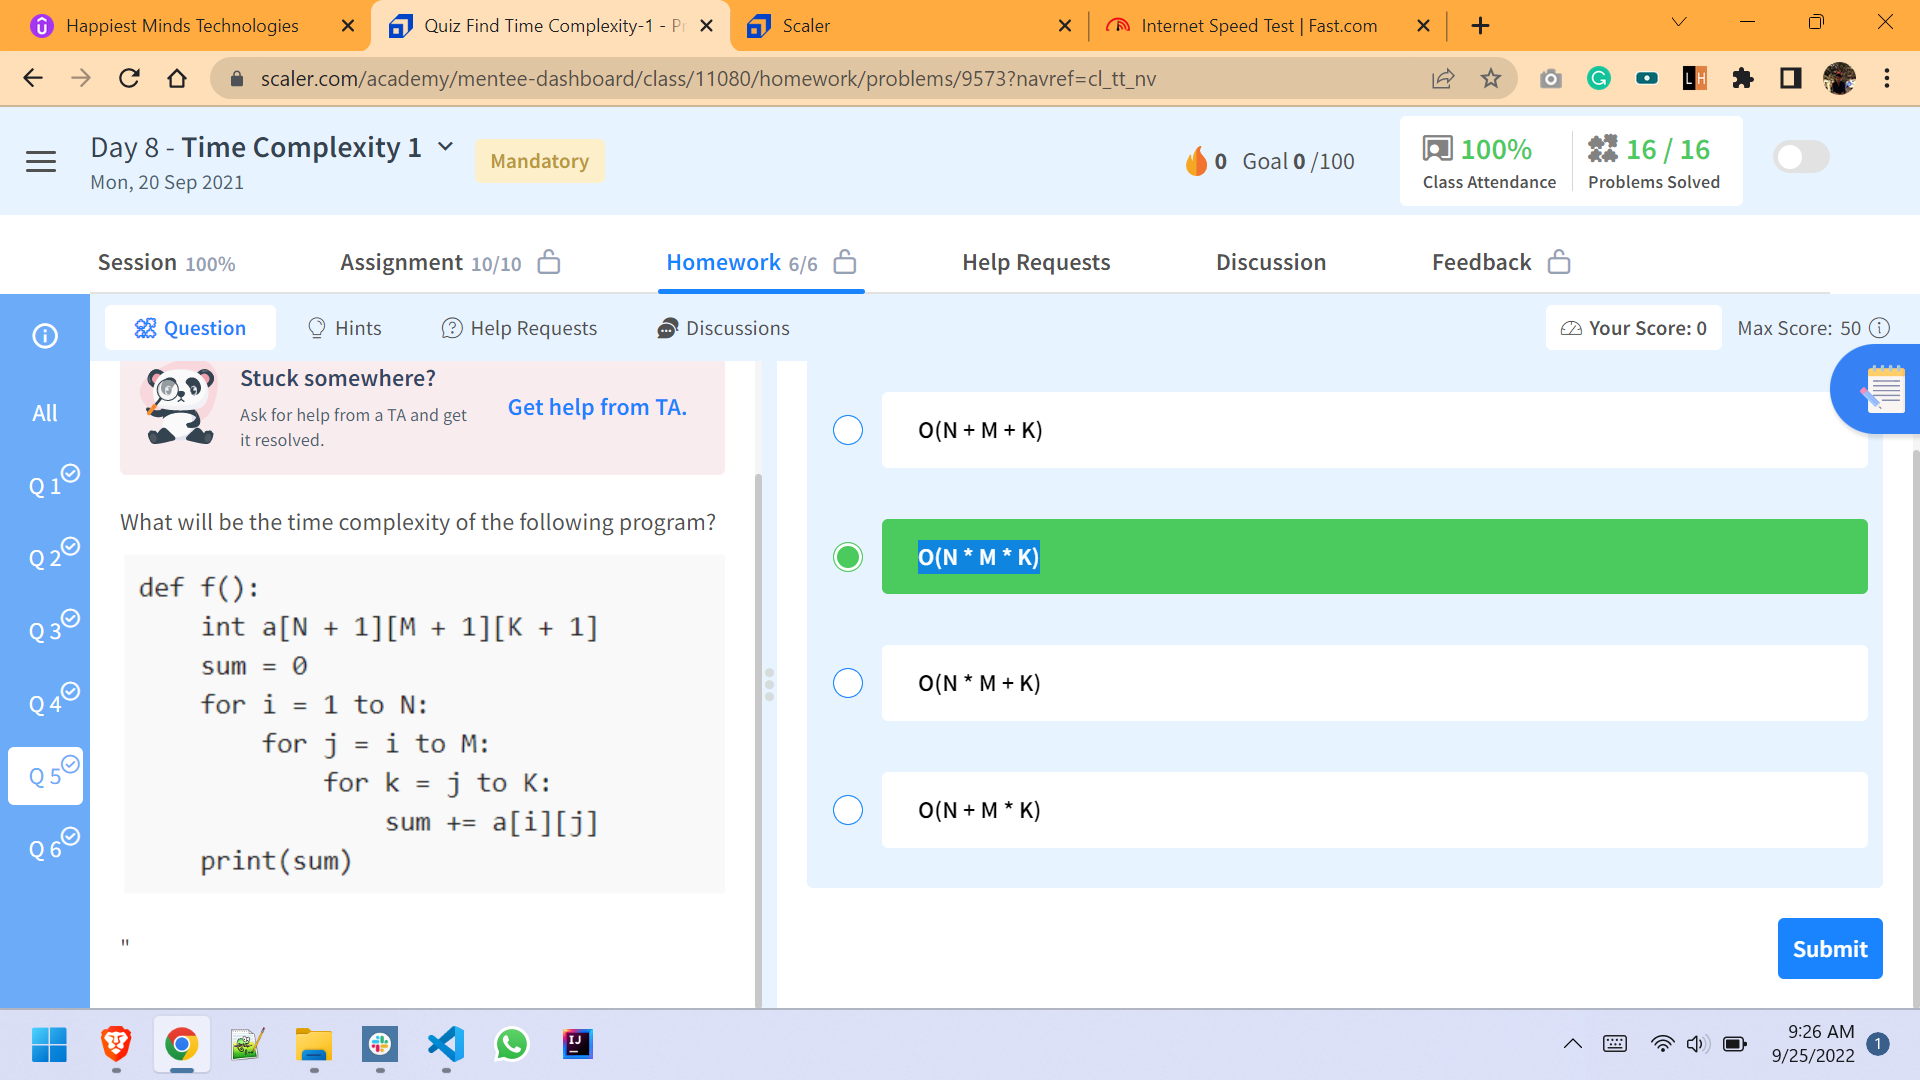 Happiest Minds Technologies
Quiz Find Time Complexity-1 - Pr
Scaler
Internet Speed Test | Fast.com
scaler.com/academy/mentee-dashboard/class/11080/homework/problems/9573?navref=cl_tt_nv
LH
Day 8 - Time Complexity 1
Mandatory
Mon, 20 Sep 2021
0 Goal 0 /100
100%
Class Attendance
16 / 16
Problems Solved
Session 100%
Assignment 10/10
Homework 6/6
Help Requests
Discussion
Feedback
Question
Hints
Help Requests
Discussions
Your Score: 0
Max Score: 50
All
Q 1
Q 2
Q 3
Q 4
Q 5
Q 6
Stuck somewhere?
Ask for help from a TA and get
it resolved.
Get help from TA.
What will be the time complexity of the following program?
def f():
    int a[N + 1][M + 1][K + 1]
    sum = 0
    for i = 1 to N:
        for j = i to M:
            for k = j to K:
                sum += a[i][j]
    print(sum)
"
O(N + M + K)
O(N * M * K)
O(N * M + K)
O(N + M * K)
Submit
IJ
9:26 AM
9/25/2022
1